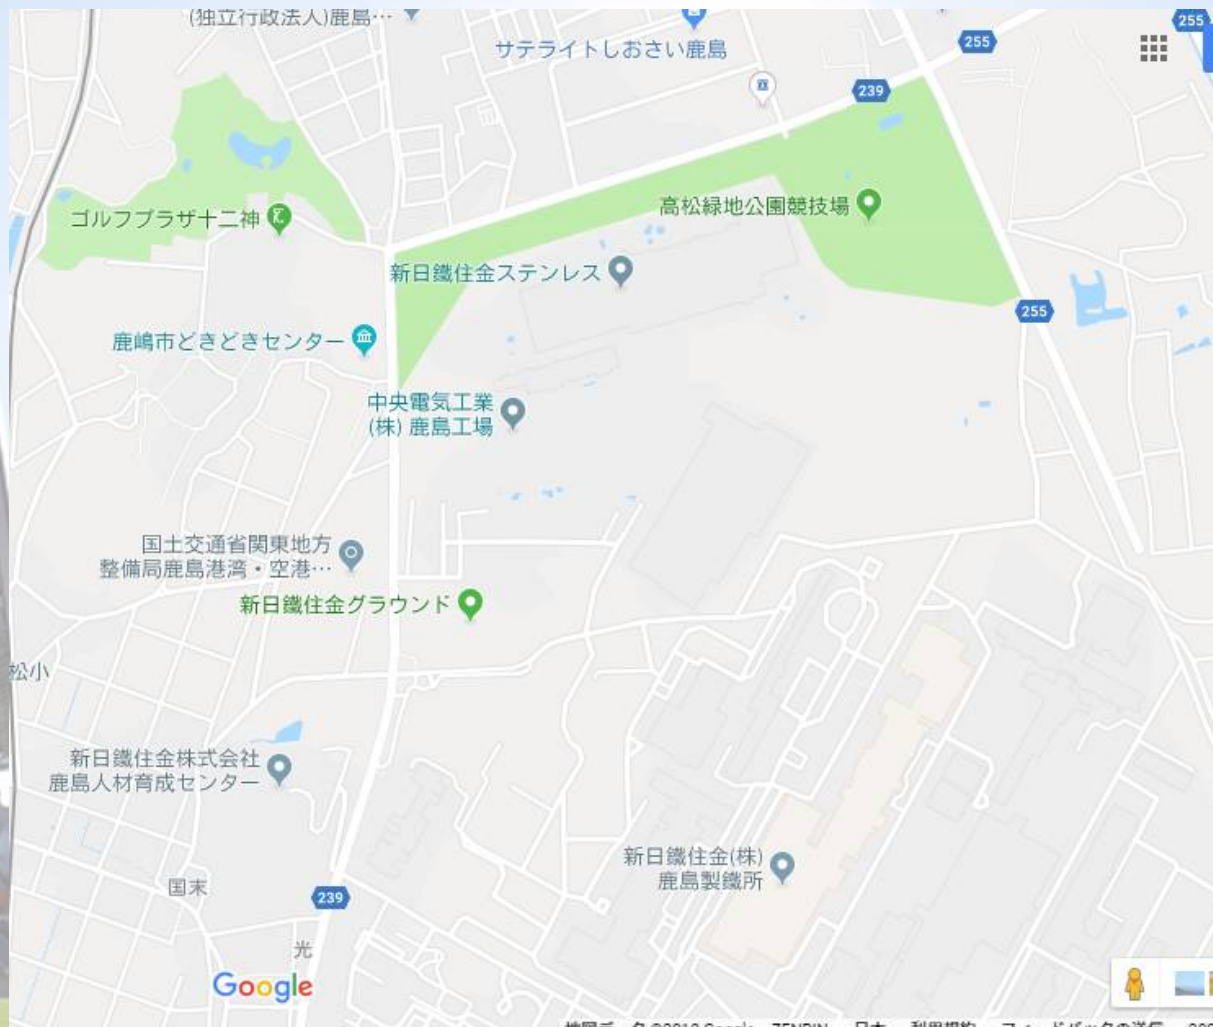 (独立行政法人)鹿島…
サテライトしおさい鹿島
255
255
239
ゴルフプラザ十二神
高松緑地公園競技場
新日鐵住金ステンレス
255
鹿嶋市どきどきセンター
中央電気工業
(株) 鹿島工場
国土交通省関東地方
整備局鹿島港湾・空港…
新日鐵住金グラウンド
松小
新日鐵住金株式会社
鹿島人材育成センター
新日鐵住金(株)
鹿島製鐵所
国末
239
光
Google